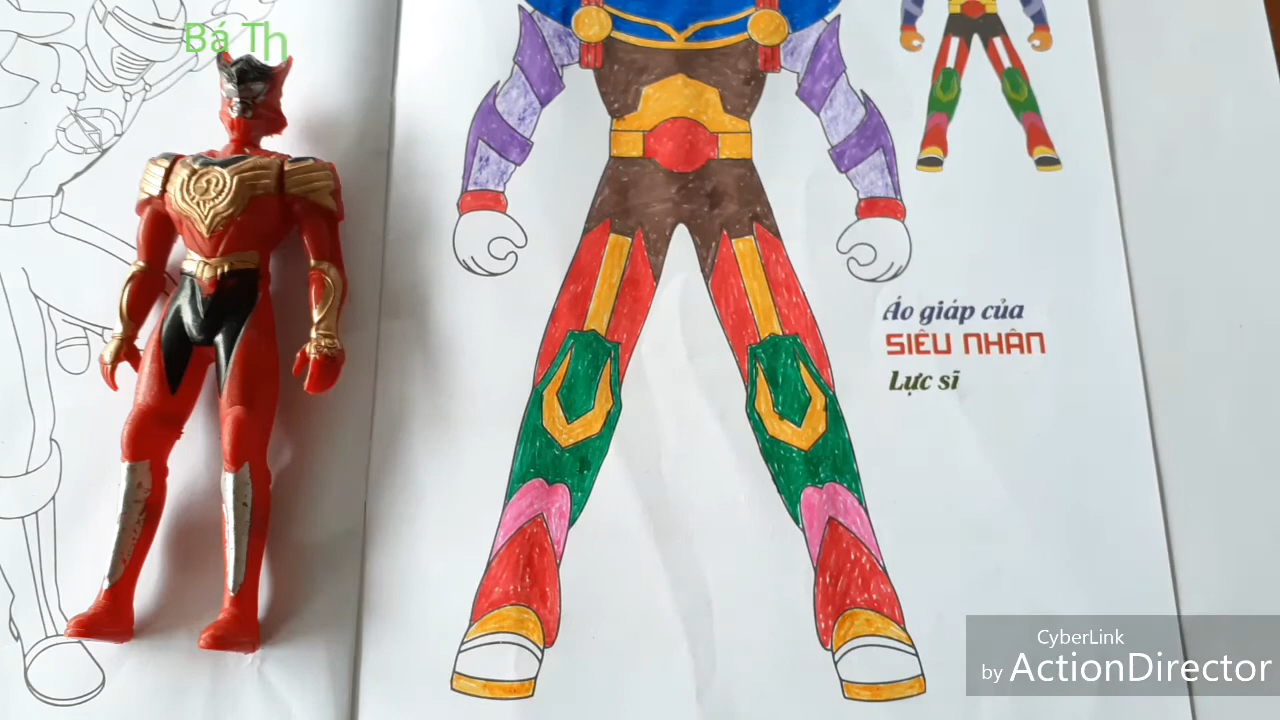 Bá Th
Áo giáp của
SIÊU NHÂN
Lực sĩ
CyberLink
by ActionDirector